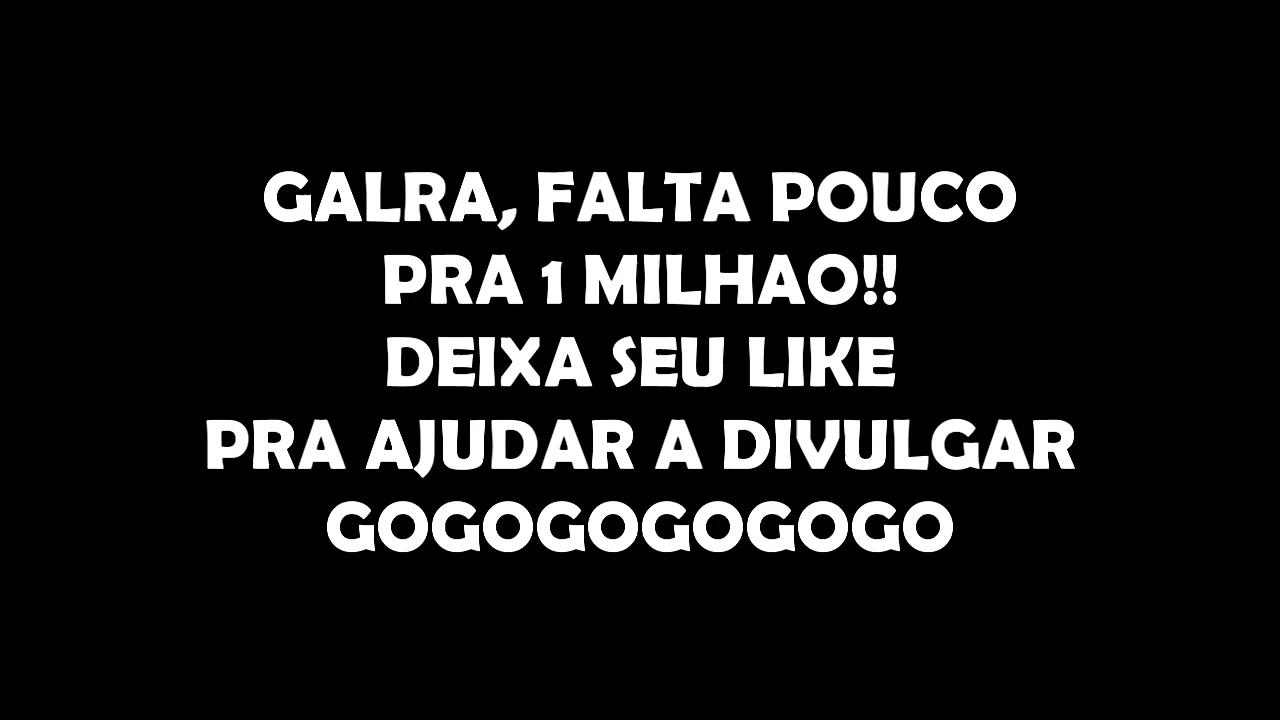 GALRA, FALTA POUCO
PRA 1 MILHAO!!
DEIXA SEU LIKE
PRA AJUDAR A DIVULGAR
GOGOGOGOGOGO